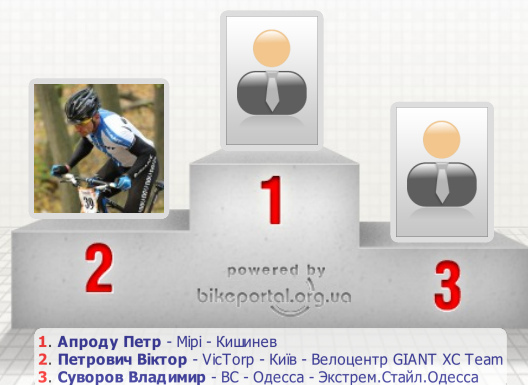 1
2
39
3
powered by
bikeportal.org.ua
1. Апроду Петр - Мірі - Кишинев
2. Петрович Віктор - VicTorp - Київ - Велоцентр GIANT XC Team
3. Суворов Владимир - ВС - Одесса - Экстрем.Стайл.Одесса